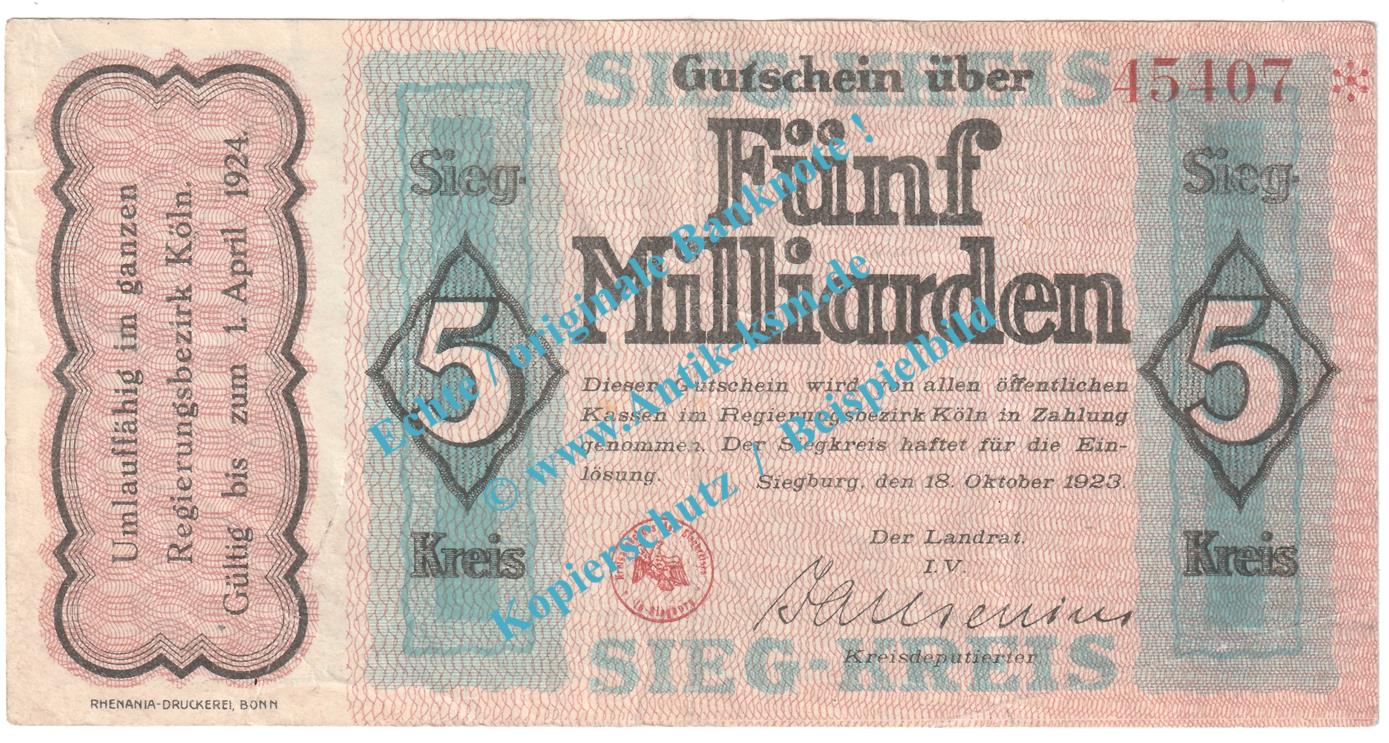 Umlauffähig im ganzen
Regierungsbezirk Köln.
Gültig bis zum 1. April 1924.
RHENANIA-DRUCKEREI, BONN
SIEG-KREIS
Gutschein über
45407
Fünf
Milliarden
Sieg-
5
Kreis
Sieg-
5
Kreis
Dieser Gutschein wird von allen öffentlichen
Kassen im Regierungsbezirk Köln in Zahlung
genommen. Der Siegkreis haftet für die Ein-
lösung.
Siegburg, den 18. Oktober 1923.
Der Landrat.
I.V.
Kreisdeputierter
SIEG-KREIS
in Siegburg
Echte / originale Banknote !
© www.Antik-ksm.de
Kopierschutz / Beispielbild